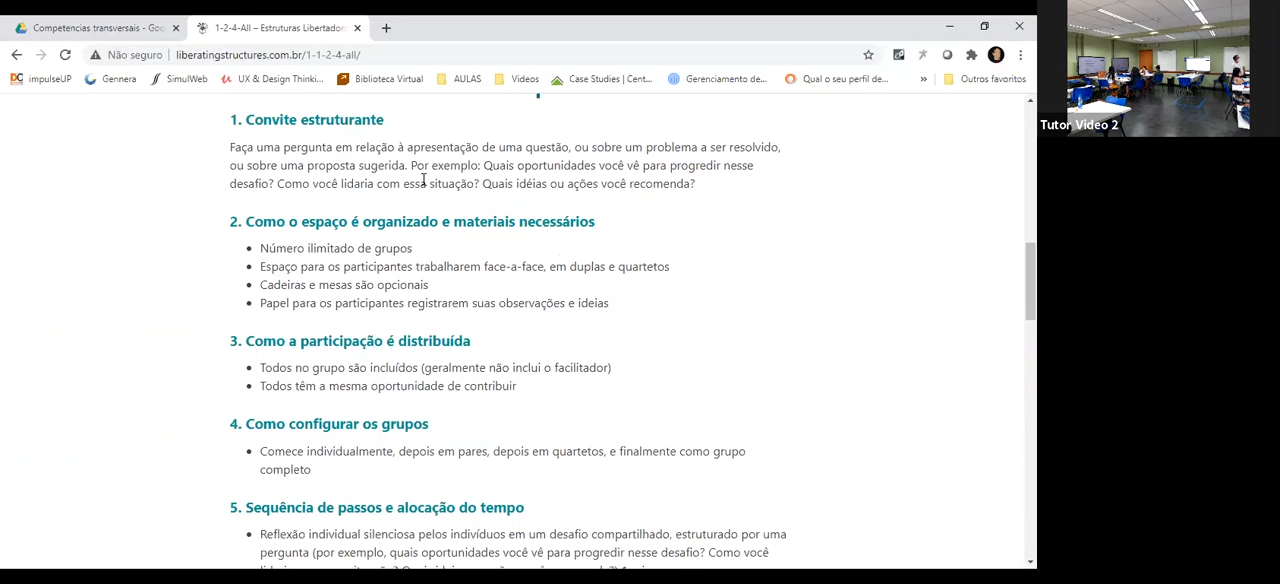 Competencias transversais - Goo
1-2-4-All – Estruturas Libertadora
Não seguro
liberatingstructures.com.br/1-1-2-4-all/
impulseUP
Gennera
SimulWeb
UX & Design Thinki...
Biblioteca Virtual
AULAS
Videos
Case Studies | Cent...
Gerenciamento de...
Qual o seu perfil de...
»
Outros favoritos
Tutor Video 2
1. Convite estruturante
Faça uma pergunta em relação à apresentação de uma questão, ou sobre um problema a ser resolvido,
ou sobre uma proposta sugerida. Por exemplo: Quais oportunidades você vê para progredir nesse
desafio? Como você lidaria com essa situação? Quais idéias ou ações você recomenda?
2. Como o espaço é organizado e materiais necessários
Número ilimitado de grupos
Espaço para os participantes trabalharem face-a-face, em duplas e quartetos
Cadeiras e mesas são opcionais
Papel para os participantes registrarem suas observações e ideias
3. Como a participação é distribuída
Todos no grupo são incluídos (geralmente não inclui o facilitador)
Todos têm a mesma oportunidade de contribuir
4. Como configurar os grupos
Comece individualmente, depois em pares, depois em quartetos, e finalmente como grupo
completo
5. Sequência de passos e alocação do tempo
Reflexão individual silenciosa pelos indivíduos em um desafio compartilhado, estruturado por uma
pergunta (por exemplo, quais oportunidades você vê para progredir nesse desafio? Como você